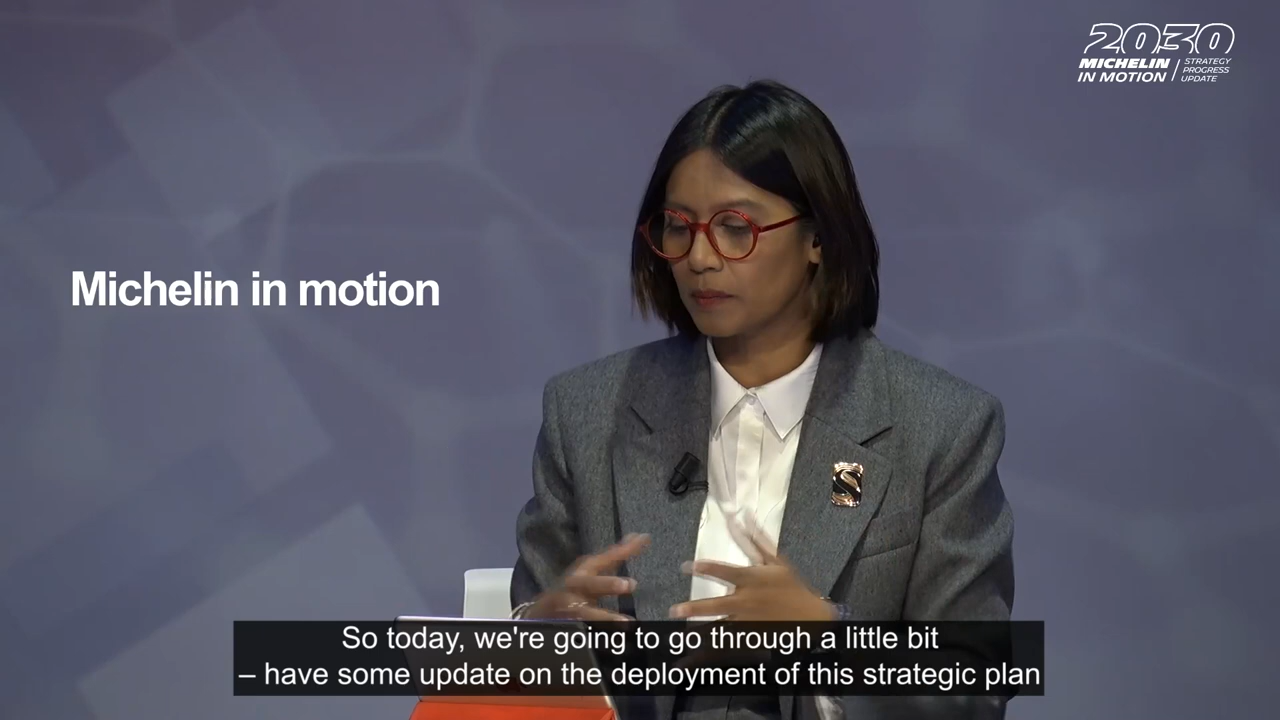 2030
MICHELIN
IN MOTION
STRATEGY
PROGRESS
UPDATE
Michelin in motion
S
So today, we're going to go through a little bit
– have some update on the deployment of this strategic plan